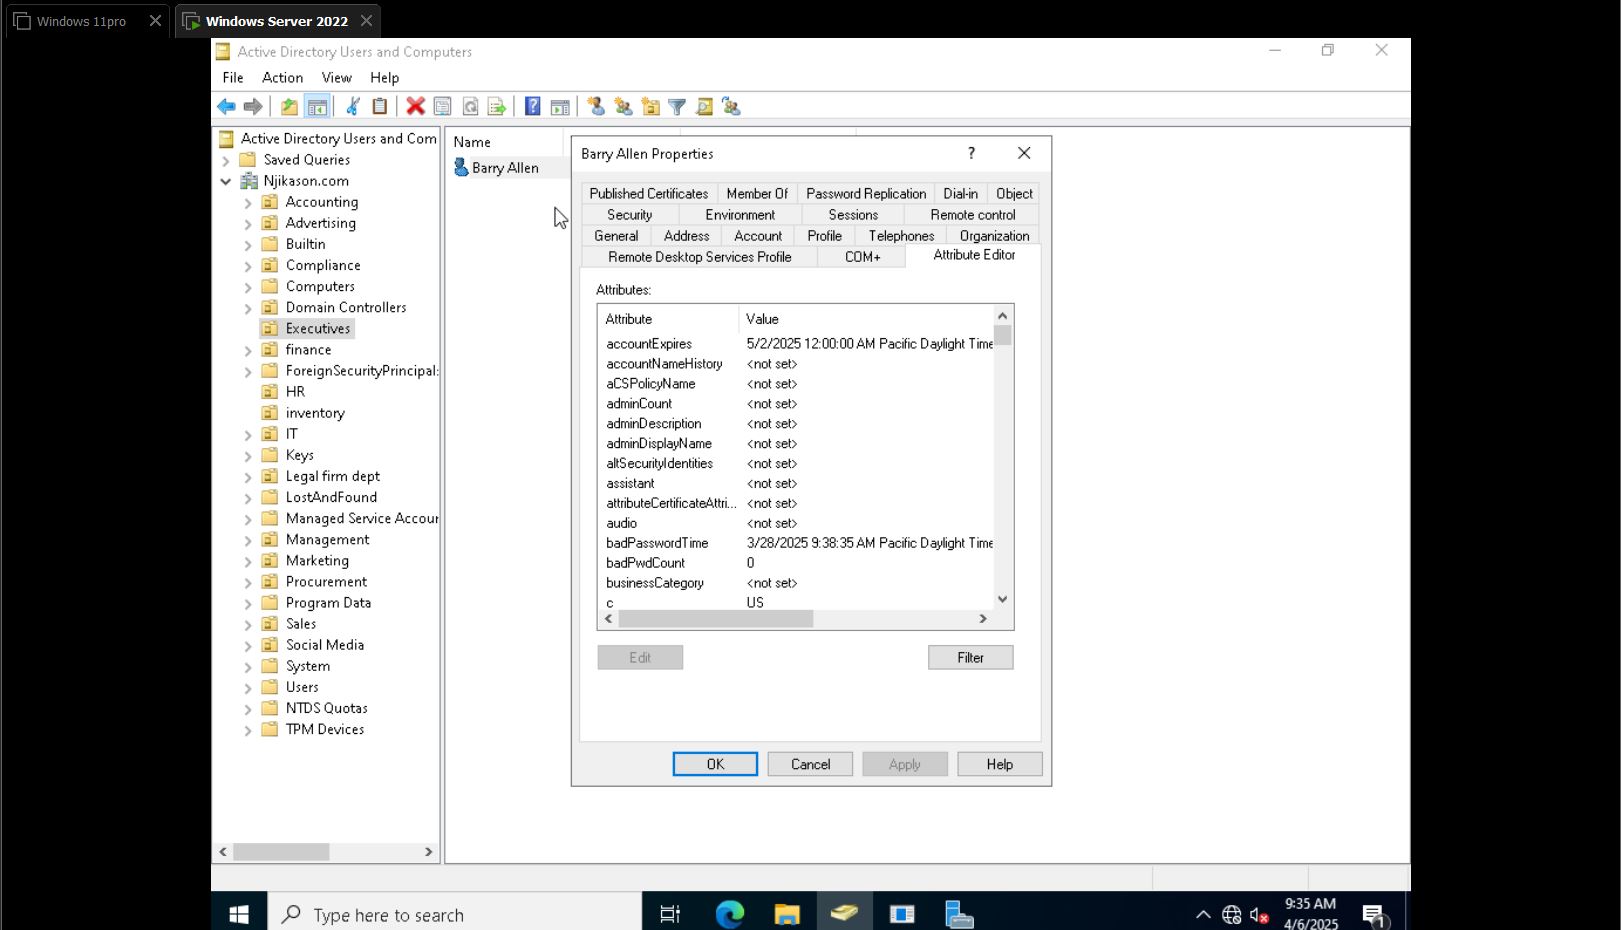 Windows 11pro
Windows Server 2022
Active Directory Users and Computers
File Action View Help
Active Directory Users and Com
Saved Queries
Njikason.com
Accounting
Advertising
Builtin
Compliance
Computers
Domain Controllers
Executives
finance
ForeignSecurityPrincipal:
HR
inventory
IT
Keys
Legal firm dept
LostAndFound
Managed Service Accour
Management
Marketing
Procurement
Program Data
Sales
Social Media
System
Users
NTDS Quotas
TPM Devices
Name
Barry Allen
Barry Allen Properties
?
Published Certificates Member Of Password Replication Dial-in Object
Security Environment Sessions Remote control
General Address Account Profile Telephones Organization
Remote Desktop Services Profile COM+ Attribute Editor
Attributes:
Attribute Value
accountExpires 5/2/2025 12:00:00 AM Pacific Daylight Time
accountNameHistory <not set>
aCSPolicyName <not set>
adminCount <not set>
adminDescription <not set>
adminDisplayName <not set>
altSecurityIdentities <not set>
assistant <not set>
attributeCertificateAttri... <not set>
audio <not set>
badPasswordTime 3/28/2025 9:38:35 AM Pacific Daylight Time
badPwdCount 0
businessCategory <not set>
c US
Edit Filter
OK Cancel Apply Help
Type here to search
9:35 AM
4/6/2025
1